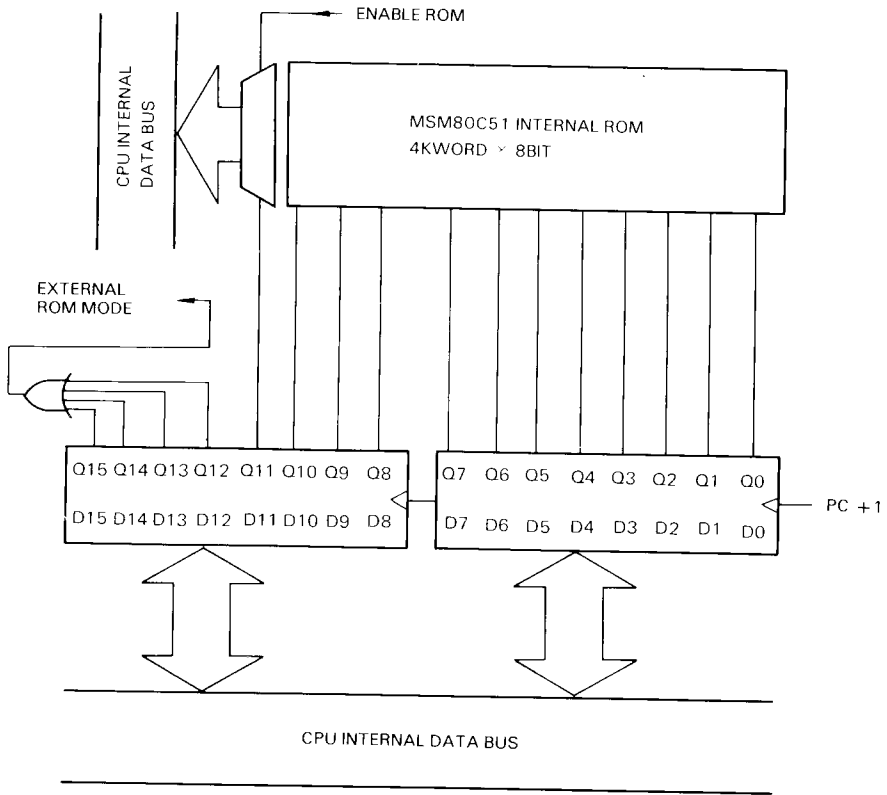 ENABLE ROM
CPU INTERNAL
DATA BUS
MSM80C51 INTERNAL ROM
4KWORD × 8BIT
EXTERNAL
ROM MODE
Q15 Q14 Q13 Q12 Q11 Q10 Q9 Q8
D15 D14 D13 D12 D11 D10 D9 D8
Q7 Q6 Q5 Q4 Q3 Q2 Q1 Q0
D7 D6 D5 D4 D3 D2 D1 D0
PC +1
CPU INTERNAL DATA BUS